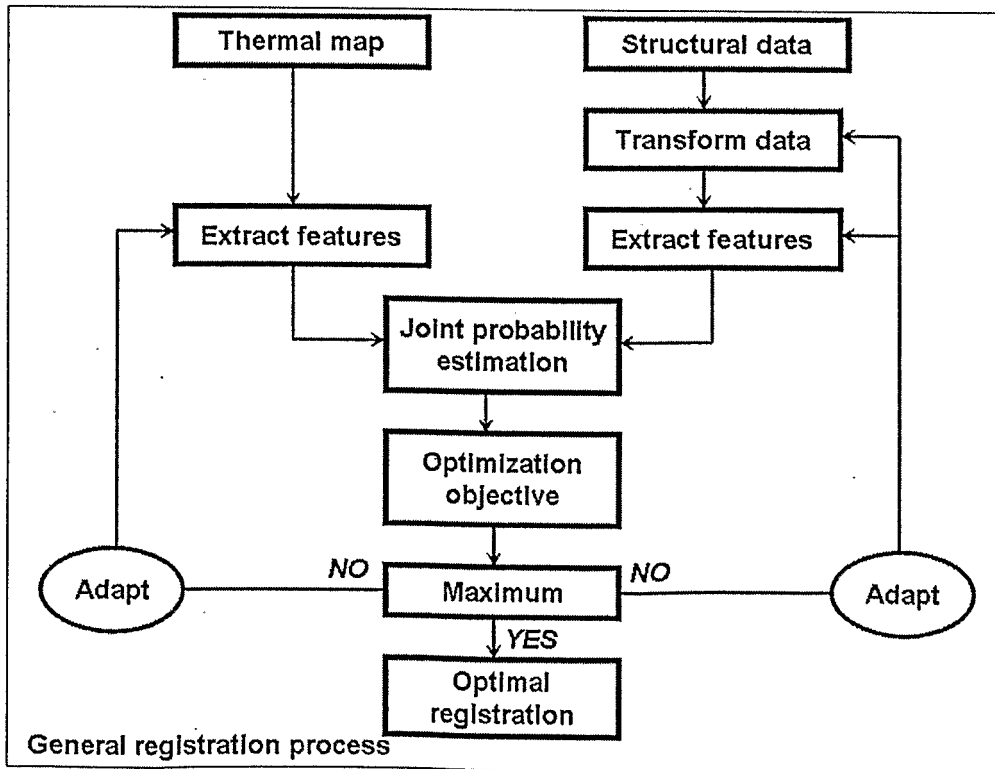 Thermal map
Structural data
Transform data
Extract features
Extract features
Joint probability
estimation
Optimization
objective
Adapt
NO
Maximum
NO
Adapt
YES
Optimal
registration
General registration process